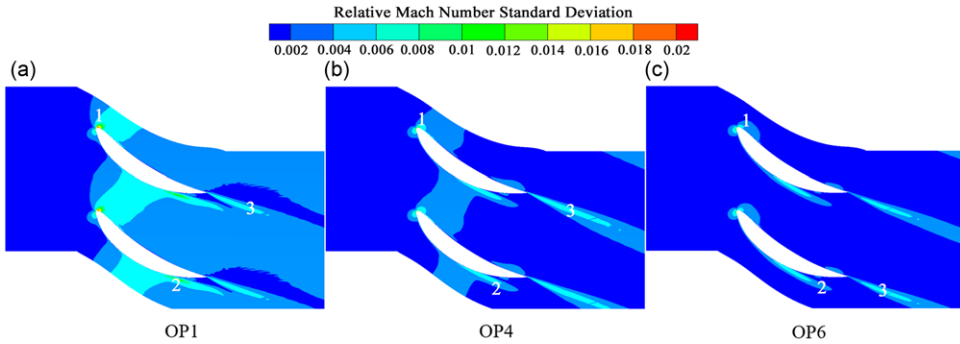 Relative Mach Number Standard Deviation
0.002 0.004 0.006 0.008 0.01 0.012 0.014 0.016 0.018 0.02
(a) (b) (c)
1 1 1
3 3
2 2 2 3
OP1 OP4 OP6